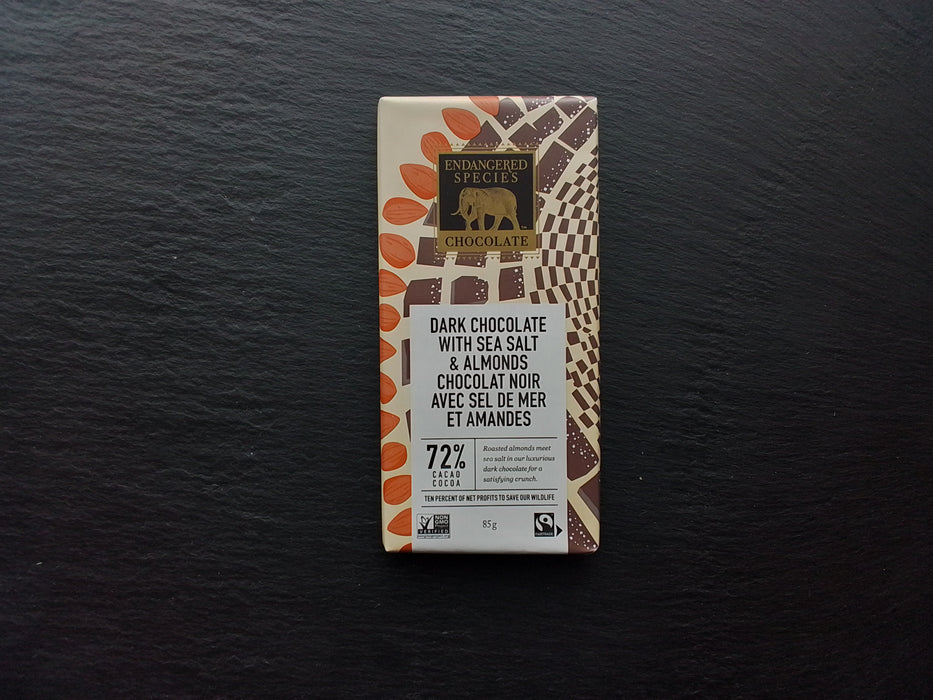 ENDANGERED
SPECIES
CHOCOLATE
DARK CHOCOLATE
WITH SEA SALT
& ALMONDS
CHOCOLAT NOIR
AVEC SEL DE MER
ET AMANDES
72%
CACAO
COCOA
Roasted almonds meet
sea salt in our luxurious
dark chocolate for a
satisfying crunch.
TEN PERCENT OF NET PROFITS TO SAVE OUR WILDLIFE
NON
GMO
Project
VERIFIED
85g
FAIRTRADE